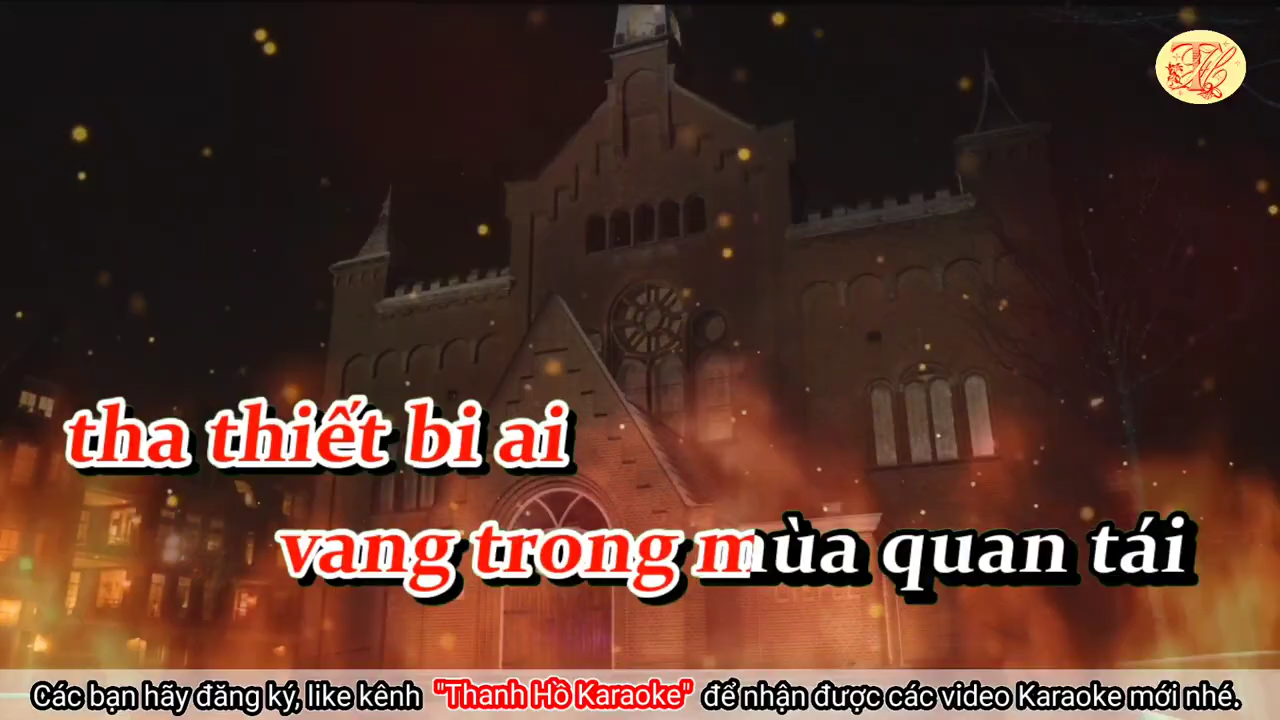 Th
tha thiết bi ai
vang trong mùa quan tái
Các bạn hãy đăng ký, like kênh "Thanh Hồ Karaoke" để nhận được các video Karaoke mới nhé.